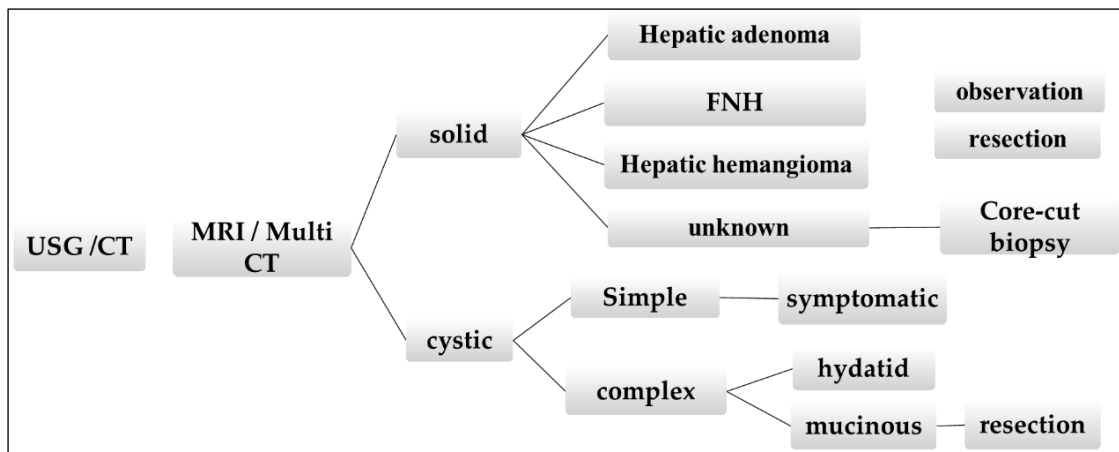 Hepatic adenoma
FNH
observation
solid
resection
Hepatic hemangioma
unknown
Core-cut
biopsy
USG /CT
MRI / Multi
CT
Simple
symptomatic
cystic
complex
hydatid
mucinous
resection